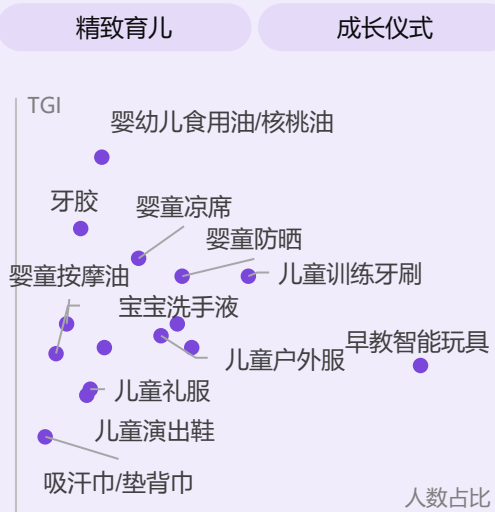 精致育儿
成长仪式
TGI
婴幼儿食用油/核桃油
牙胶
婴童凉席
婴童防晒
婴童按摩油
儿童训练牙刷
宝宝洗手液
早教智能玩具
儿童户外服
儿童礼服
儿童演出鞋
吸汗巾/垫背巾
人数占比